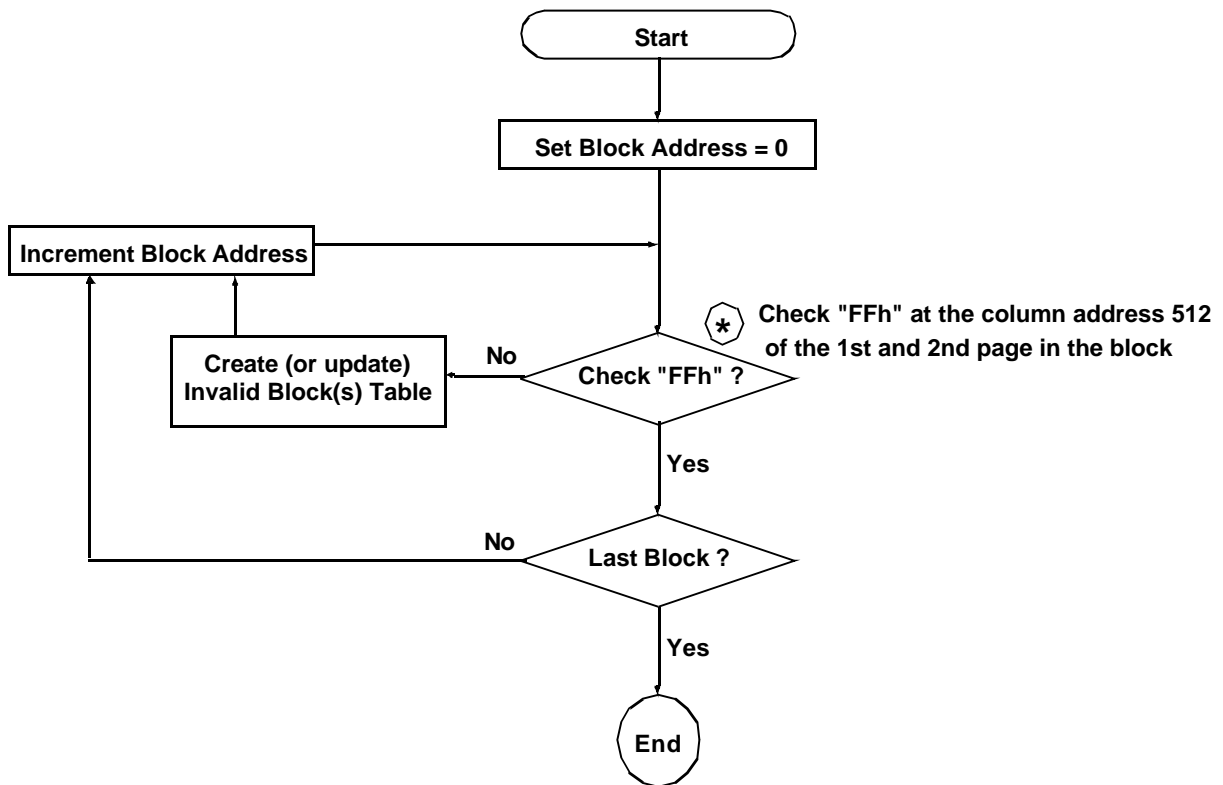 Start
Set Block Address = 0
Increment Block Address
* Check "FFh" at the column address 512
of the 1st and 2nd page in the block
Create (or update)
Invalid Block(s) Table
No
Check "FFh" ?
Yes
No
Last Block ?
Yes
End